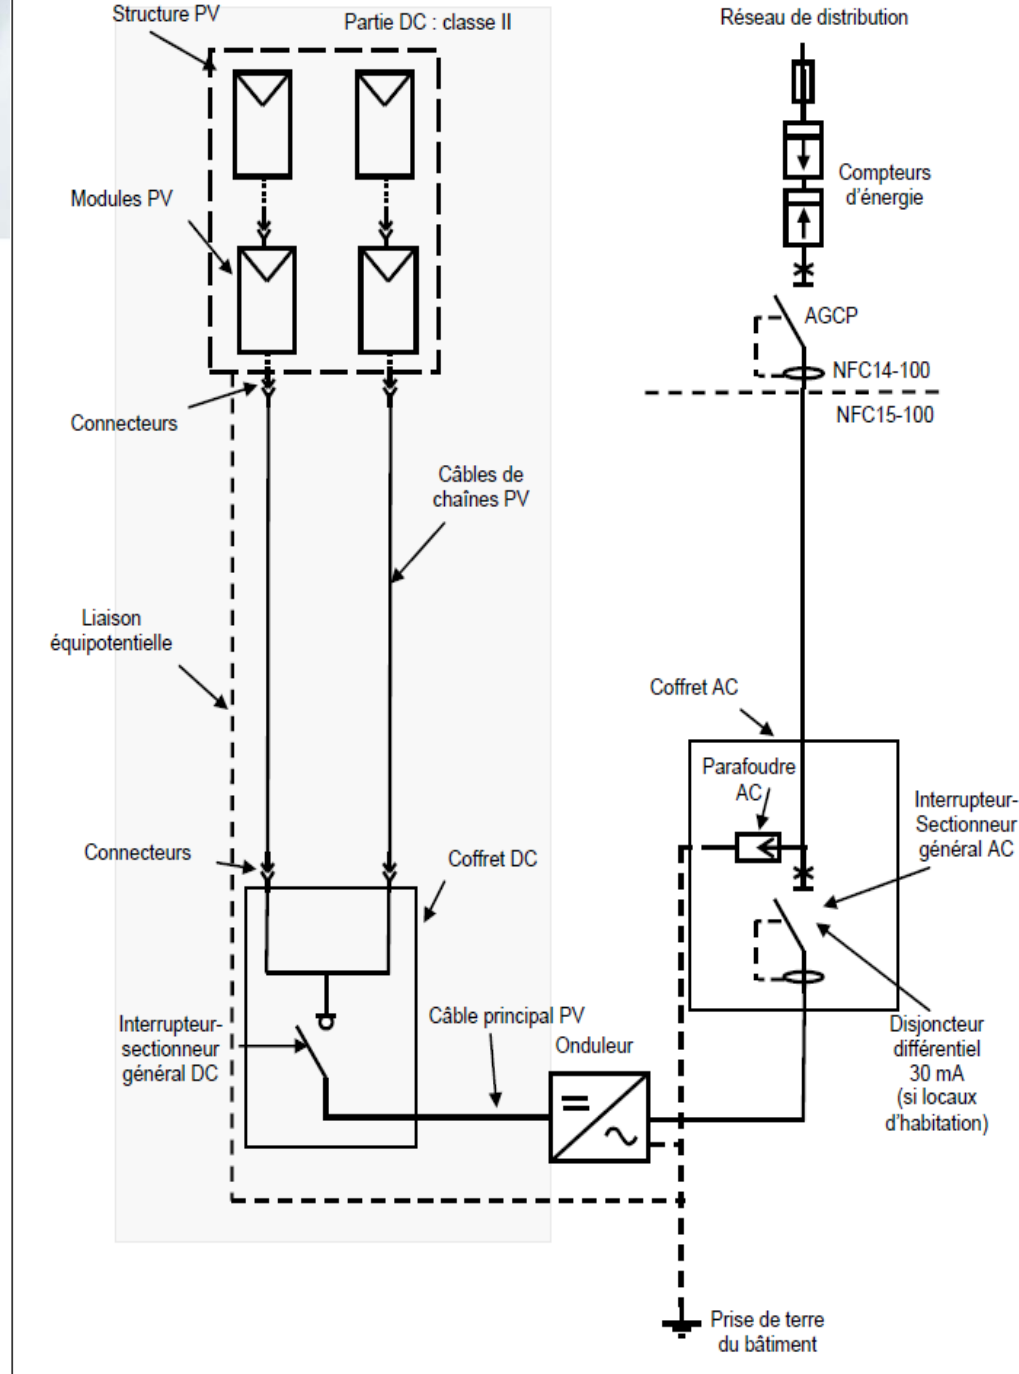 Structure PV
Partie DC : classe II
Réseau de distribution
Compteurs
d'énergie
Modules PV
AGCP
NFC14-100
NFC15-100
Connecteurs
Câbles de
chaînes PV
Liaison
équipotentielle
Coffret AC
Parafoudre
AC
Interrupteur-
Sectionneur
général AC
Connecteurs
Coffret DC
Interrupteur-
sectionneur
général DC
Câble principal PV
Onduleur
Disjoncteur
différentiel
30 mA
(si locaux
d'habitation)
Prise de terre
du bâtiment